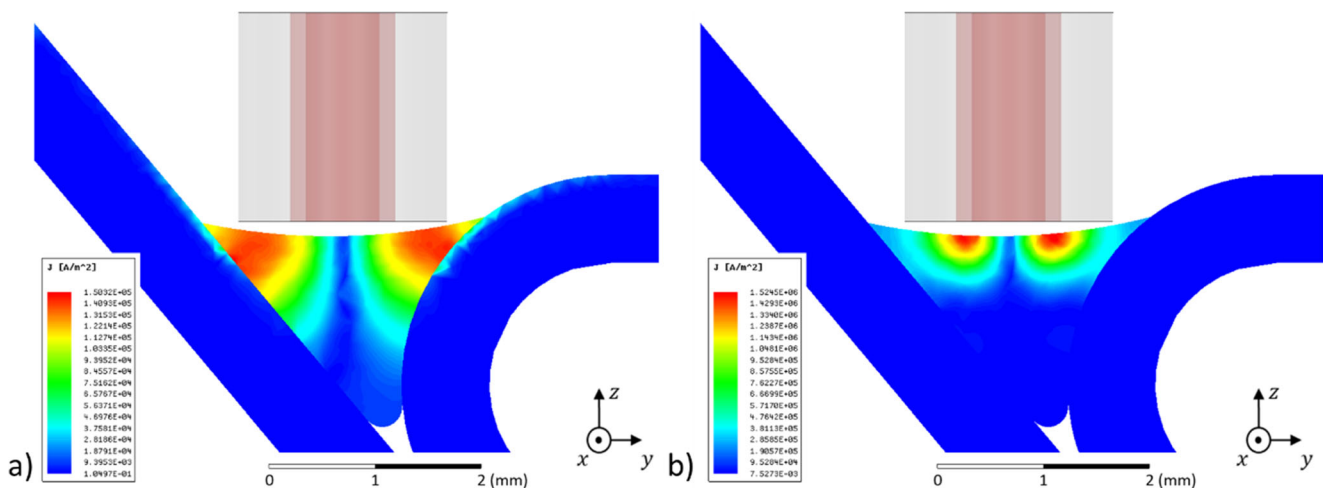 J [A/m^2]
1.5032E+05
1.4093E+05
1.3153E+05
1.2214E+05
1.1274E+05
1.0335E+05
9.3952E+04
8.4557E+04
7.5162E+04
6.5767E+04
5.6371E+04
4.6976E+04
3.7581E+04
2.8186E+04
1.8791E+04
9.3953E+03
1.0497E-01
a)
z
x
y
0 1 2 (mm)
J [A/m^2]
1.5245E+06
1.4293E+06
1.3340E+06
1.2387E+06
1.1434E+06
1.0481E+06
9.5284E+05
8.5755E+05
7.6227E+05
6.6699E+05
5.7170E+05
4.7642E+05
3.8113E+05
2.8585E+05
1.9057E+05
9.5284E+04
7.5273E-03
b)
z
x
y
0 1 2 (mm)